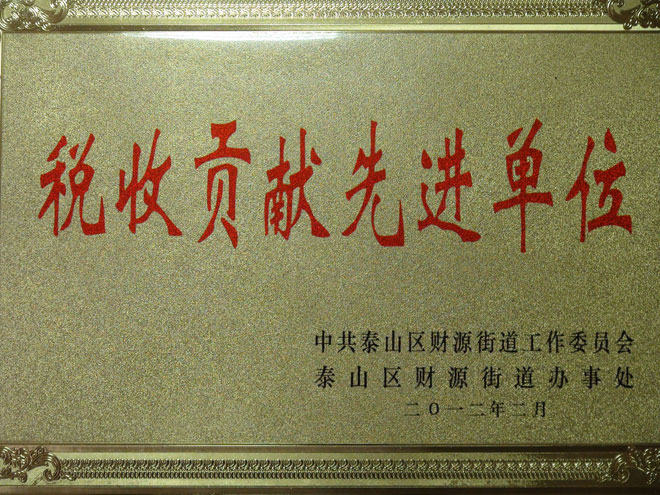 税收贡献先进单位
中共泰山区财源街道工作委员会
泰山区财源街道办事处
二〇一二年二月